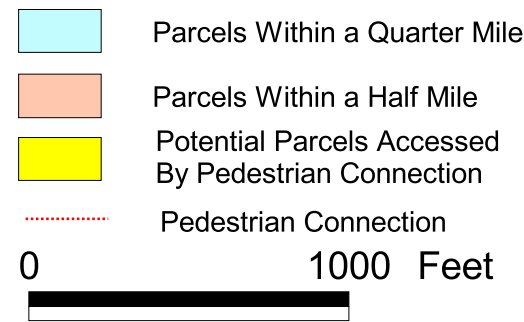 Parcels Within a Quarter Mile
Parcels Within a Half Mile
Potential Parcels Accessed
By Pedestrian Connection
Pedestrian Connection
0 1000 Feet